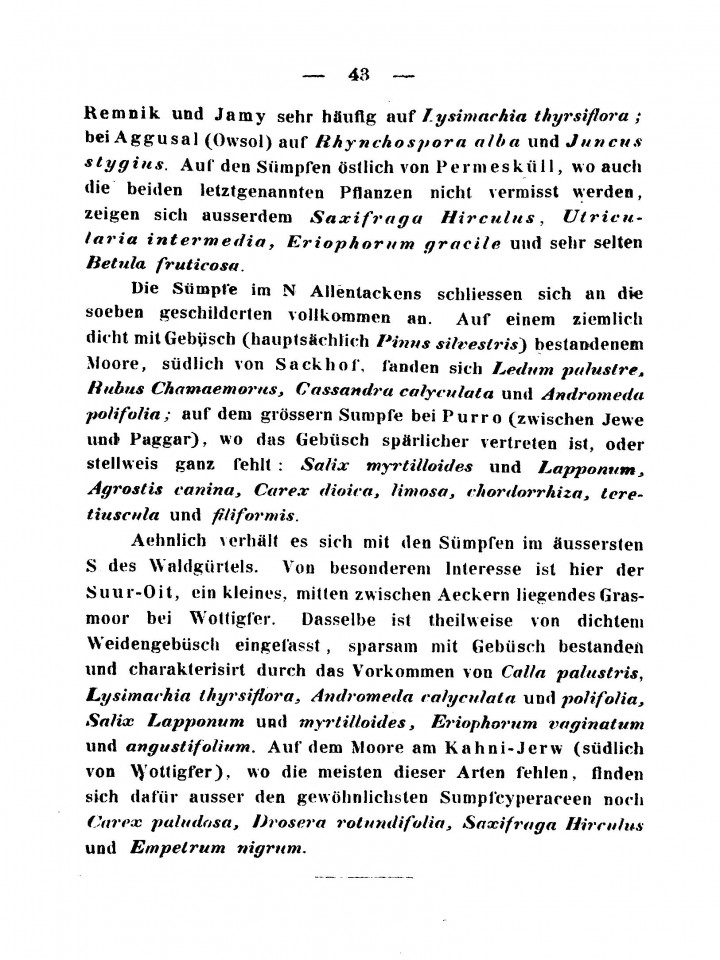 — 43 —
Remnik und Jamy sehr häufig auf Lysimachia thyrsiflora;
bei Aggusal (Owsol) auf Rhynchospora alba und Juncus
stygius. Auf den Sümpfen östlich von Permesküll, wo auch
die beiden letztgenannten Pflanzen nicht vermisst werden,
zeigen sich ausserdem Saxifraga Hirculus, Utricu-
laria intermedia, Eriophorum gracile und sehr selten
Betula fruticosa.
Die Sümpfe im N Allentackens schliessen sich an die
soeben geschilderten vollkommen an. Auf einem ziemlich
dicht mit Gebüsch (hauptsächlich Pinus silvestris) bestandenem
Moore, südlich von Sackhof, fanden sich Ledum palustre,
Rubus Chamaemorus, Cassandra calyculata und Andromeda
polifolia; auf dem grössern Sumpfe bei Purro (zwischen Jewe
und Paggar), wo das Gebüsch spärlicher vertreten ist, oder
stellweis ganz fehlt: Salix myrtilloides und Lapponum,
Agrostis canina, Carex dioica, limosa, chordorrhiza, tere-
tiuscula und filiformis.
Aehnlich verhält es sich mit den Sümpfen im äussersten
S des Waldgürtels. Von besonderem Interesse ist hier der
Suur-Oit, ein kleines, mitten zwischen Aeckern liegendes Gras-
moor bei Wottigfer. Dasselbe ist theilweise von dichtem
Weidengebüsch eingefasst, sparsam mit Gebüsch bestanden
und charakterisirt durch das Vorkommen von Calla palustris,
Lysimachia thyrsiflora, Andromeda calyculata und polifolia,
Salix Lapponum und myrtilloides, Eriophorum vaginatum
und angustifolium. Auf dem Moore am Kahni-Jerw (südlich
von Wottigfer), wo die meisten dieser Arten fehlen, finden
sich dafür ausser den gewöhnlichsten Sumpfcyperaceen noch
Carex paludosa, Drosera rotundifolia, Saxifraga Hirculus
und Empetrum nigrum.